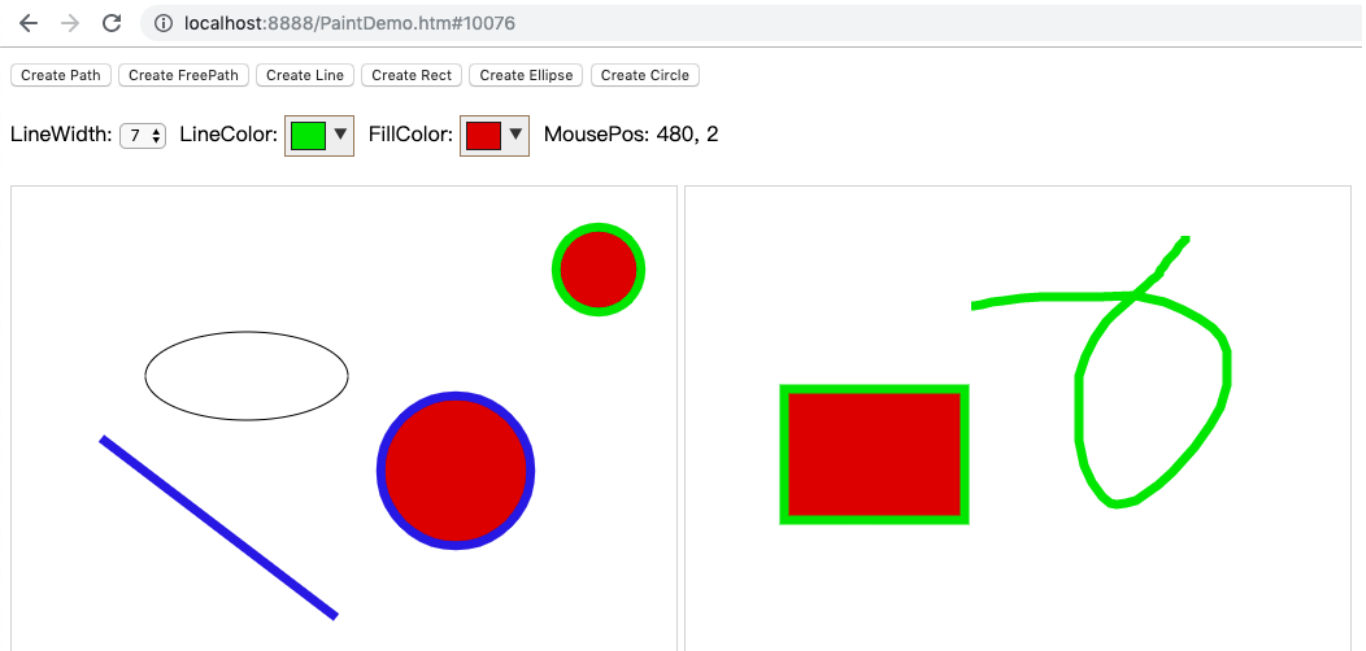 localhost:8888/PaintDemo.htm#10076
Create Path Create FreePath Create Line Create Rect Create Ellipse Create Circle
LineWidth: 7 LineColor: FillColor: MousePos: 480, 2